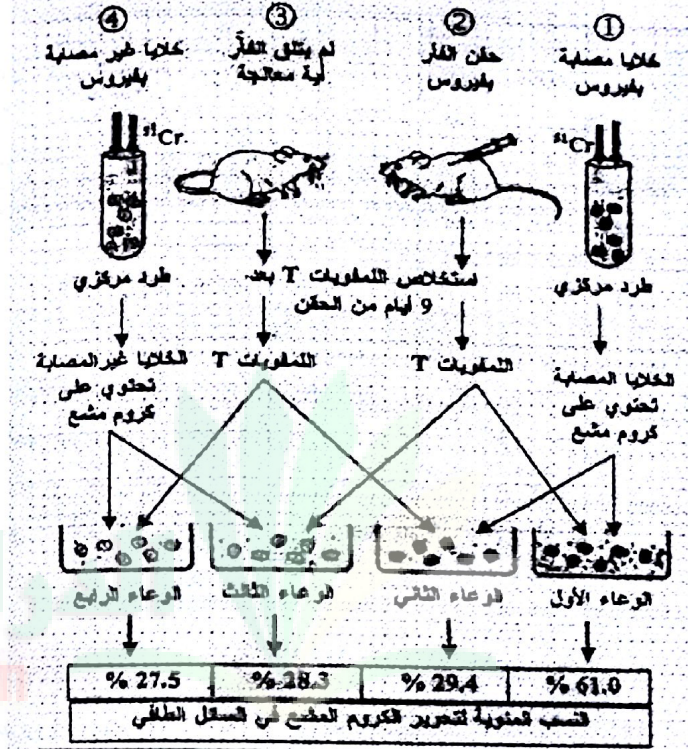 ①
خلايا مصابة
بفيروس
②
حقن الفأر
بفيروس
③
لم يتلق الفأر
أية معالجة
④
خلايا غير مصابة
بفيروس
⁵¹Cr
⁵¹Cr
طرد مركزي
استخلاص اللمفاويات T بعد
9 أيام من الحقن
طرد مركزي
الخلايا المصابة
تحتوي على
كروم مشع
اللمفاويات T
اللمفاويات T
الخلايا غير المصابة
تحتوي على
كروم مشع
الوعاء الأول
الوعاء الثاني
الوعاء الثالث
الوعاء الرابع
% 61.0
% 29.4
% 28.3
% 27.5
النسب المئوية لتحرير الكروم المشع في السائل الطافي